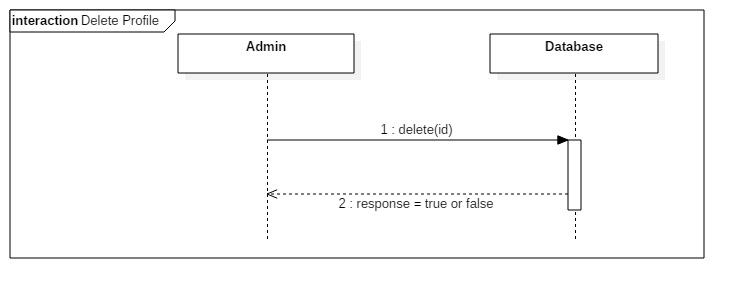 interaction Delete Profile
Admin
Database
1 : delete(id)
2 : response = true or false